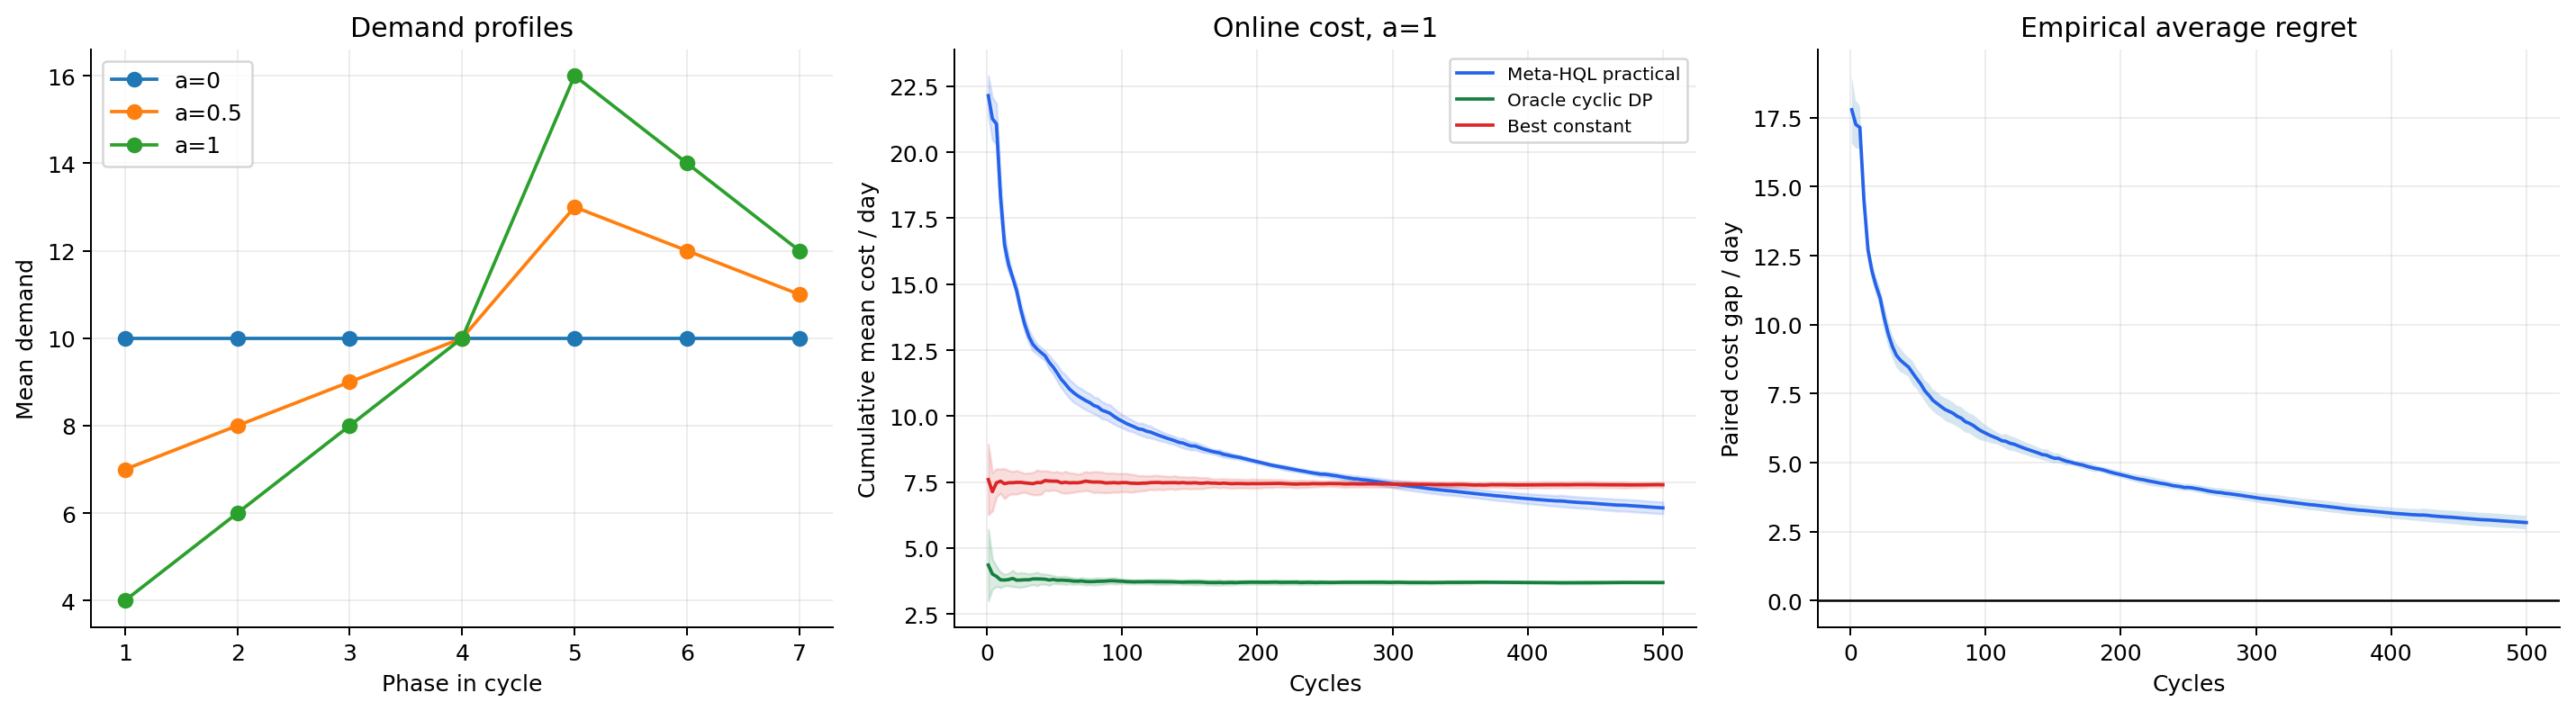 Demand profiles
a=0
a=0.5
a=1
16
14
12
10
8
6
4
Mean demand
1 2 3 4 5 6 7
Phase in cycle
Online cost, a=1
Meta-HQL practical
Oracle cyclic DP
Best constant
22.5
20.0
17.5
15.0
12.5
10.0
7.5
5.0
2.5
Cumulative mean cost / day
0 100 200 300 400 500
Cycles
Empirical average regret
17.5
15.0
12.5
10.0
7.5
5.0
2.5
0.0
Paired cost gap / day
0 100 200 300 400 500
Cycles